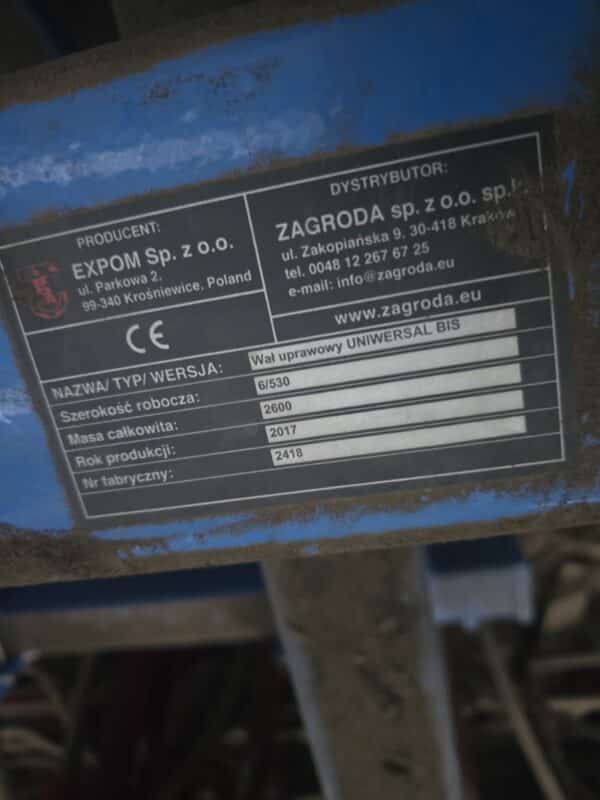 PRODUCENT:
EXPOM Sp. z o.o.
ul. Parkowa 2,
99-340 Krośniewice, Poland
DYSTRYBUTOR:
ZAGRODA sp. z o.o. sp.k.
ul. Zakopiańska 9, 30-418 Kraków
tel. 0048 12 267 67 25
e-mail: info@zagroda.eu
www.zagroda.eu
CE
NAZWA/ TYP/ WERSJA: Wał uprawowy UNIWERSAL BIS
Szerokość robocza: 6/530
Masa całkowita: 2600
Rok produkcji: 2017
Nr fabryczny: 2418